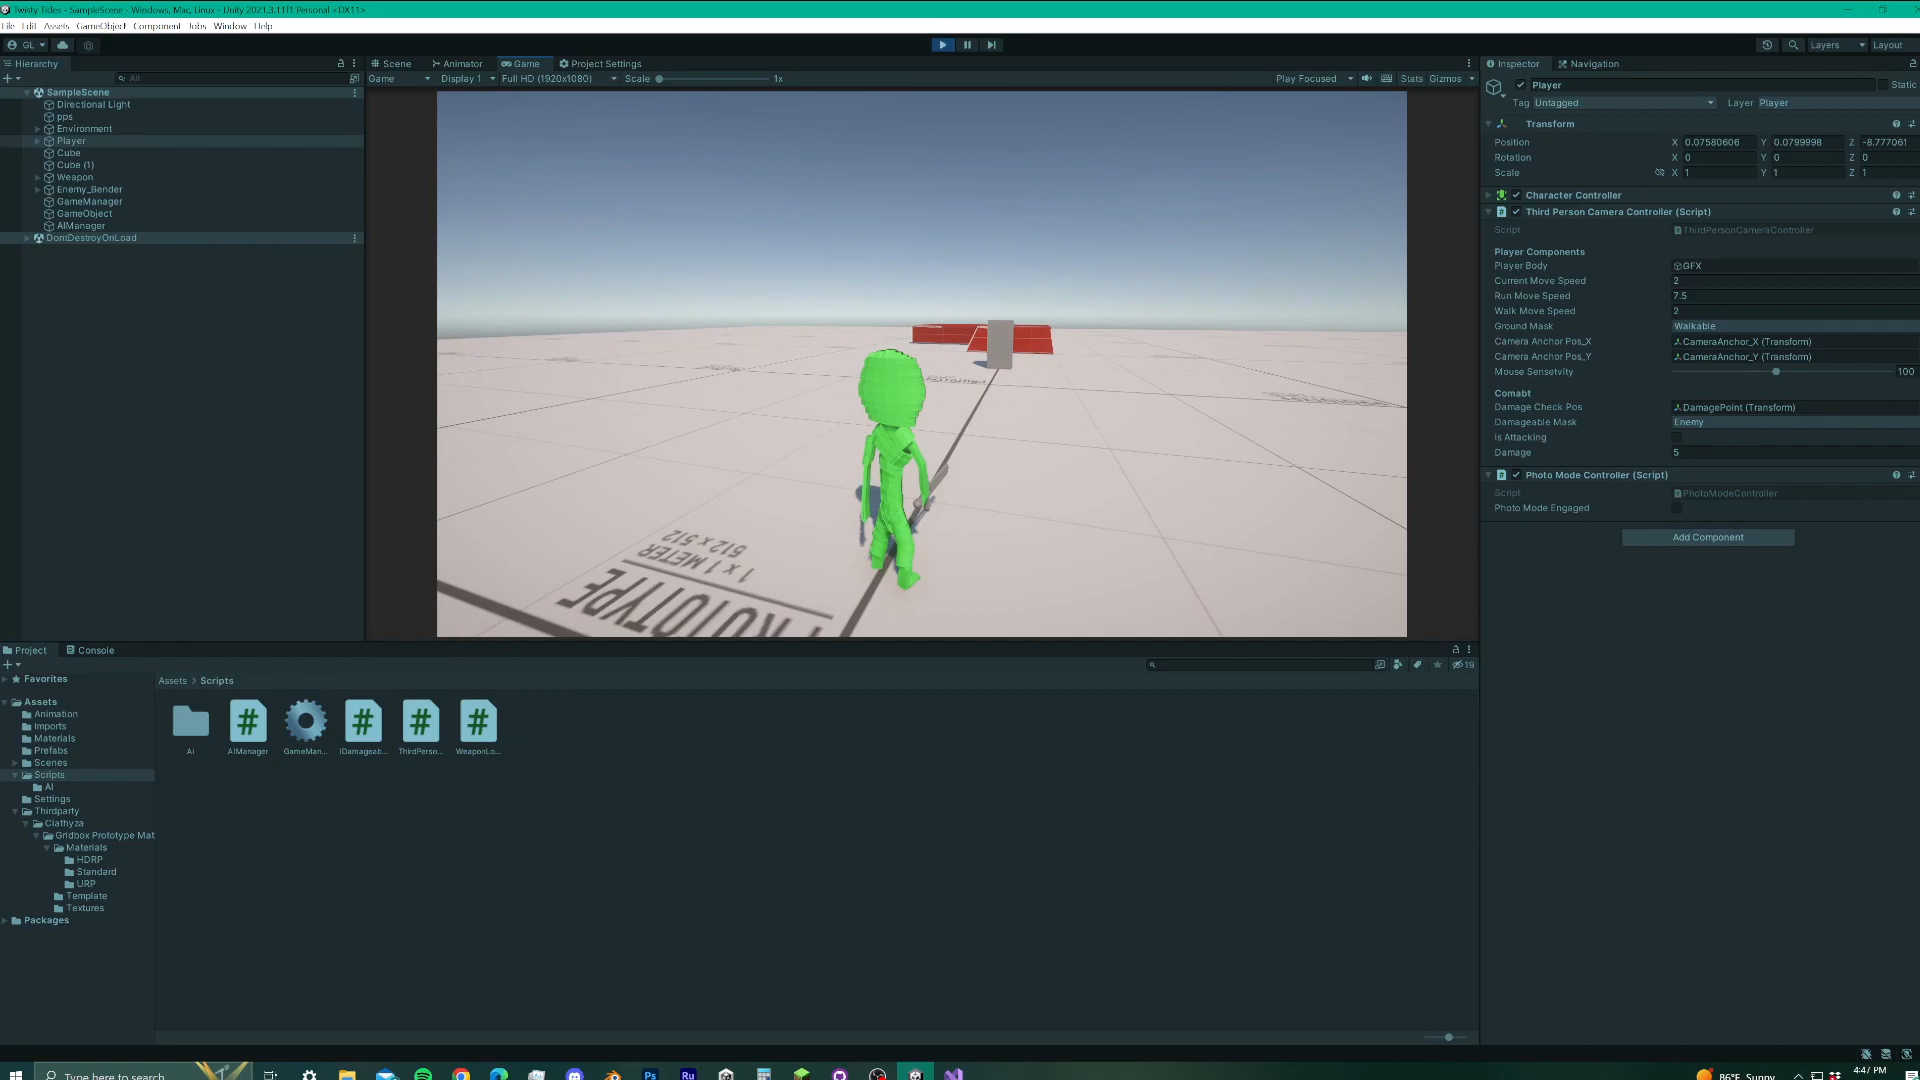 Twisty Tides - SampleScene - Windows, Mac, Linux - Unity 2021.3.11f1 Personal <DX11>
File Edit Assets GameObject Component Jobs Window Help
GL
Layers
Layout
Hierarchy
All
SampleScene
Directional Light
pps
Environment
Player
Cube
Cube (1)
Weapon
Enemy_Bender
GameManager
GameObject
AIManager
DontDestroyOnLoad
Scene Animator Game Project Settings
Game Display 1 Full HD (1920x1080) Scale 1x Play Focused Stats Gizmos
1 x 1 METER
512 x 512
PROTOTYPE
Inspector Navigation
Player Static
Tag Untagged Layer Player
Transform
Position X 0.07580606 Y 0.0799998 Z -8.777061
Rotation X 0 Y 0 Z 0
Scale X 1 Y 1 Z 1
Character Controller
Third Person Camera Controller (Script)
Script ThirdPersonCameraController
Player Components
Player Body GFX
Current Move Speed 2
Run Move Speed 7.5
Walk Move Speed 2
Ground Mask Walkable
Camera Anchor Pos_X CameraAnchor_X (Transform)
Camera Anchor Pos_Y CameraAnchor_Y (Transform)
Mouse Sensetvity 100
Comabt
Damage Check Pos DamagePoint (Transform)
Damageable Mask Enemy
Is Attacking
Damage 5
Photo Mode Controller (Script)
Script PhotoModeController
Photo Mode Engaged
Add Component
Project Console
19
Favorites
Assets
Animation
Imports
Materials
Prefabs
Scenes
Scripts
AI
Settings
Thirdparty
Ciathyza
Gridbox Prototype Mat
Materials
HDRP
Standard
URP
Template
Textures
Packages
Assets > Scripts
AI AIManager GameMan... IDamageab... ThirdPerso... WeaponLo...
Type here to search
Ps
Ru
86°F Sunny
4:47 PM